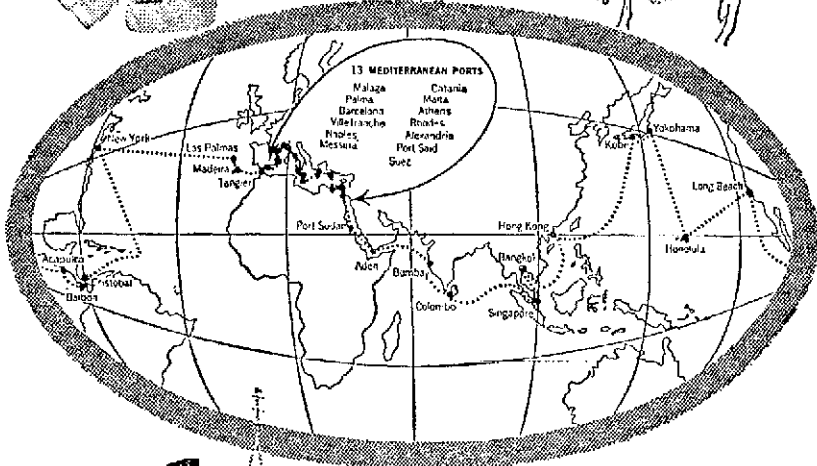 13 MEDITERRANEAN PORTS
Malaga Catania
Palma Malta
Barcelona Athens
Villefranche Rhodes
Naples Alexandria
Messina Port Said
Suez
New York
Las Palmas
Madeira
Tangier
Port Sudan
Aden
Bombay
Colombo
Hong Kong
Bangkok
Singapore
Kobe
Yokohama
Long Beach
Honolulu
Acapulco
Cristobal
Balboa